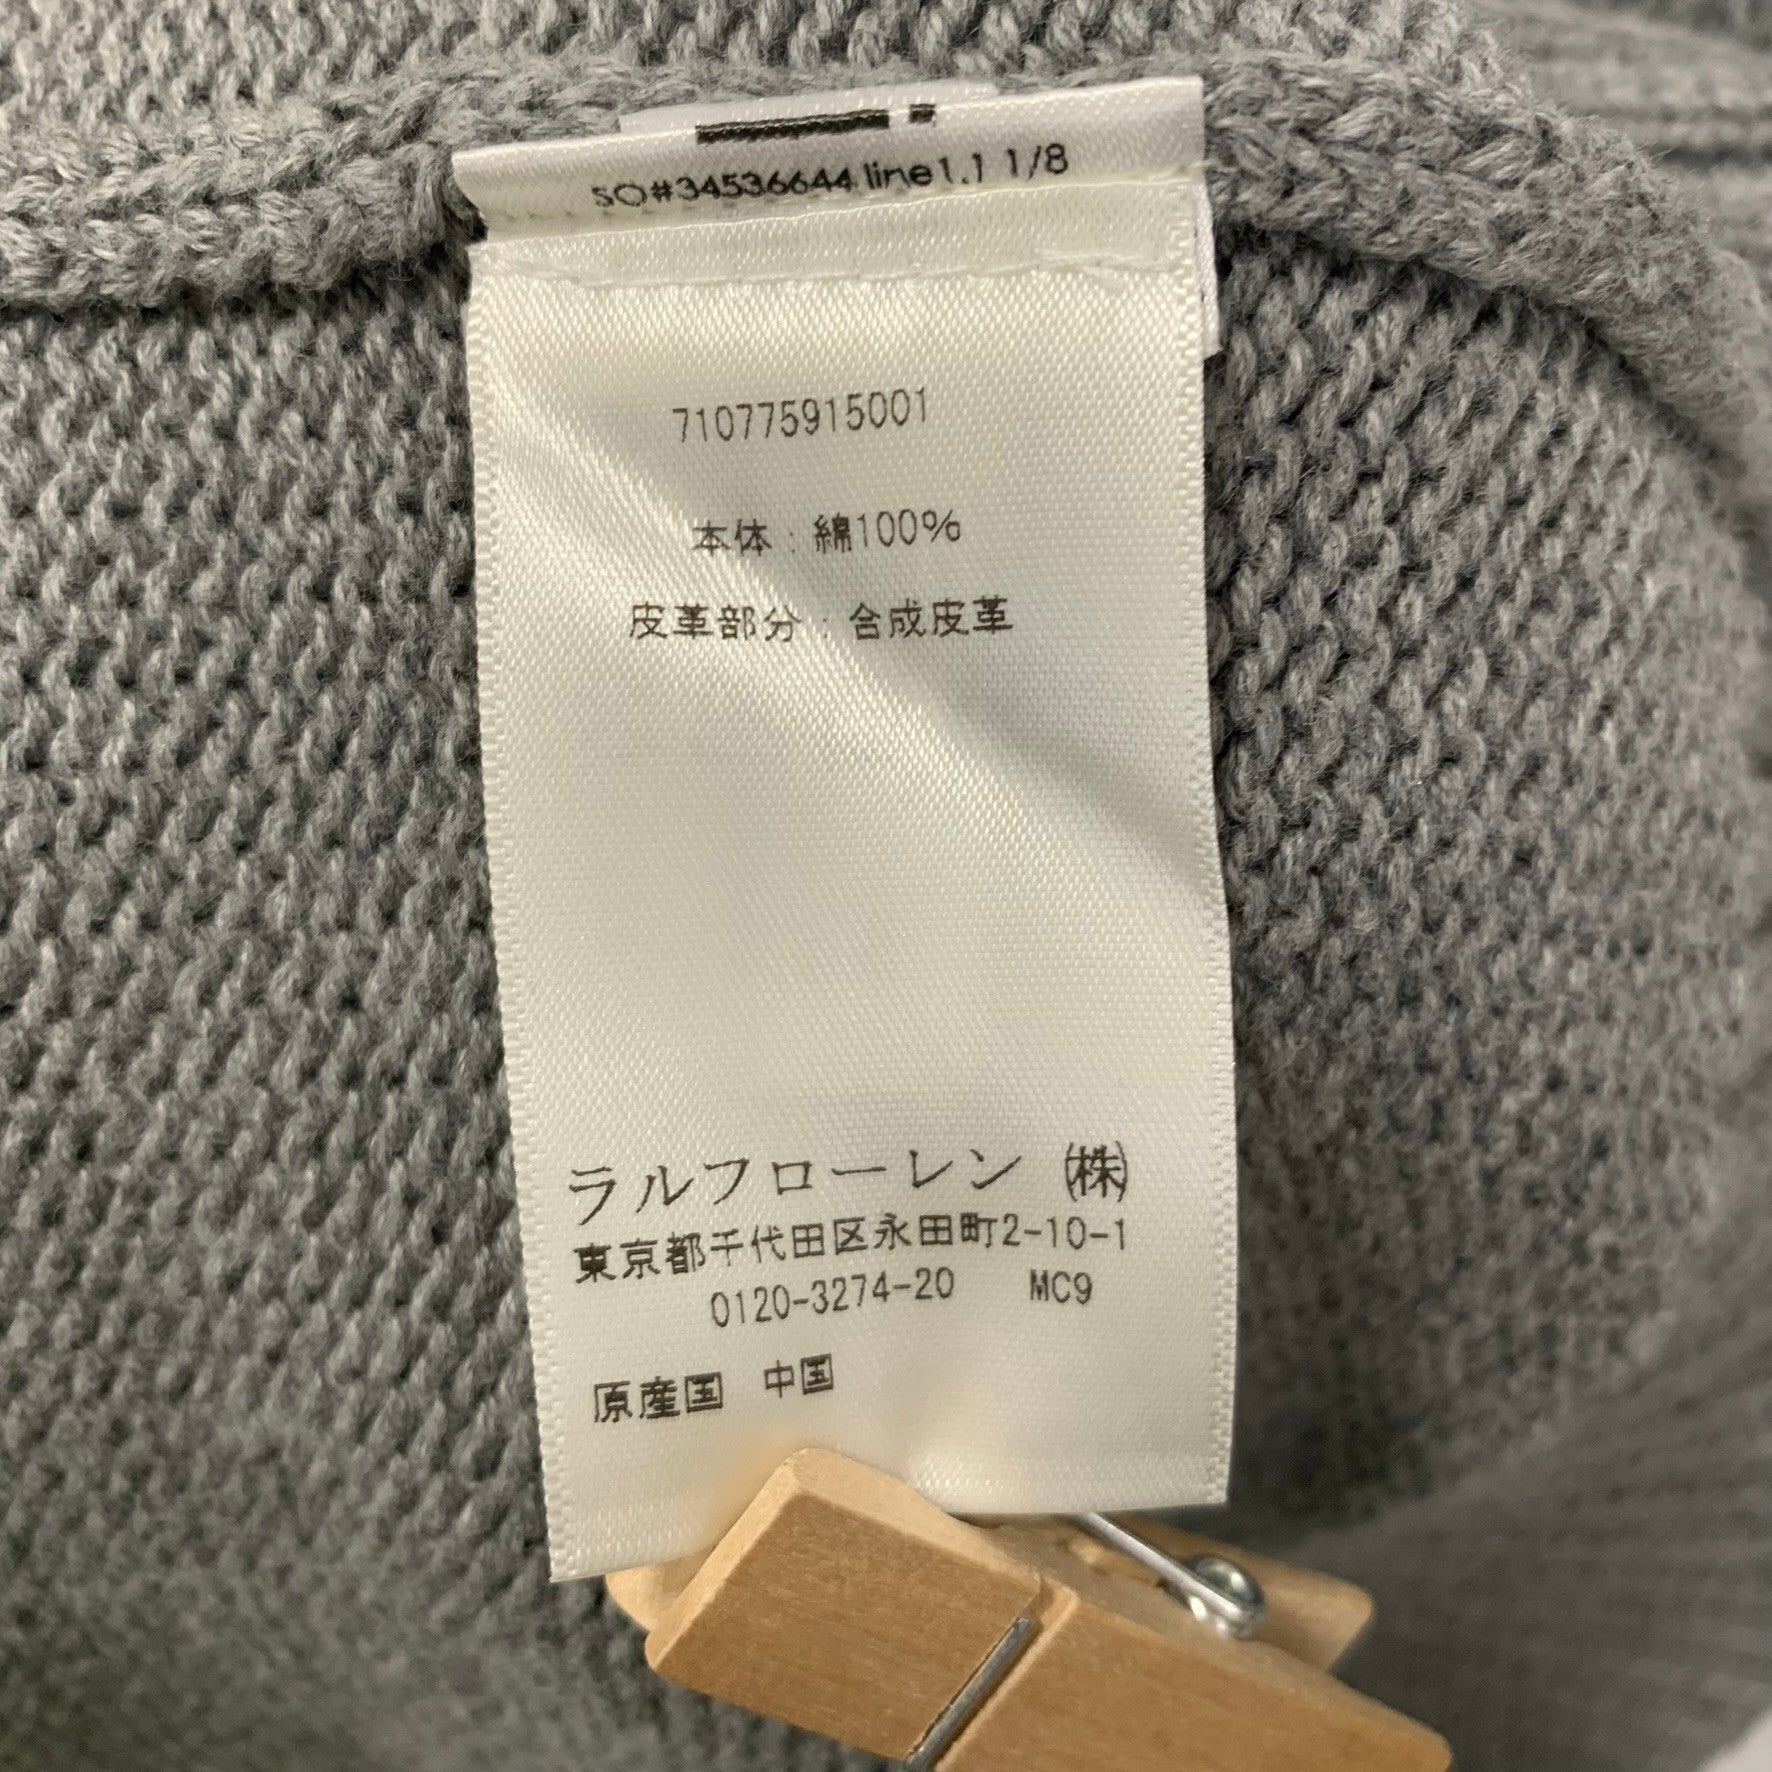 SO#34536644 line1.1 1/8
710775915001
本体:綿100%
皮革部分:合成皮革
ラルフローレン ㈱
東京都千代田区永田町2-10-1
0120-3274-20 MC9
原産国 中国